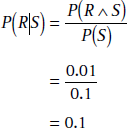 P(R|S) = P(R ∧ S) / P(S)
= 0.01 / 0.1
= 0.1